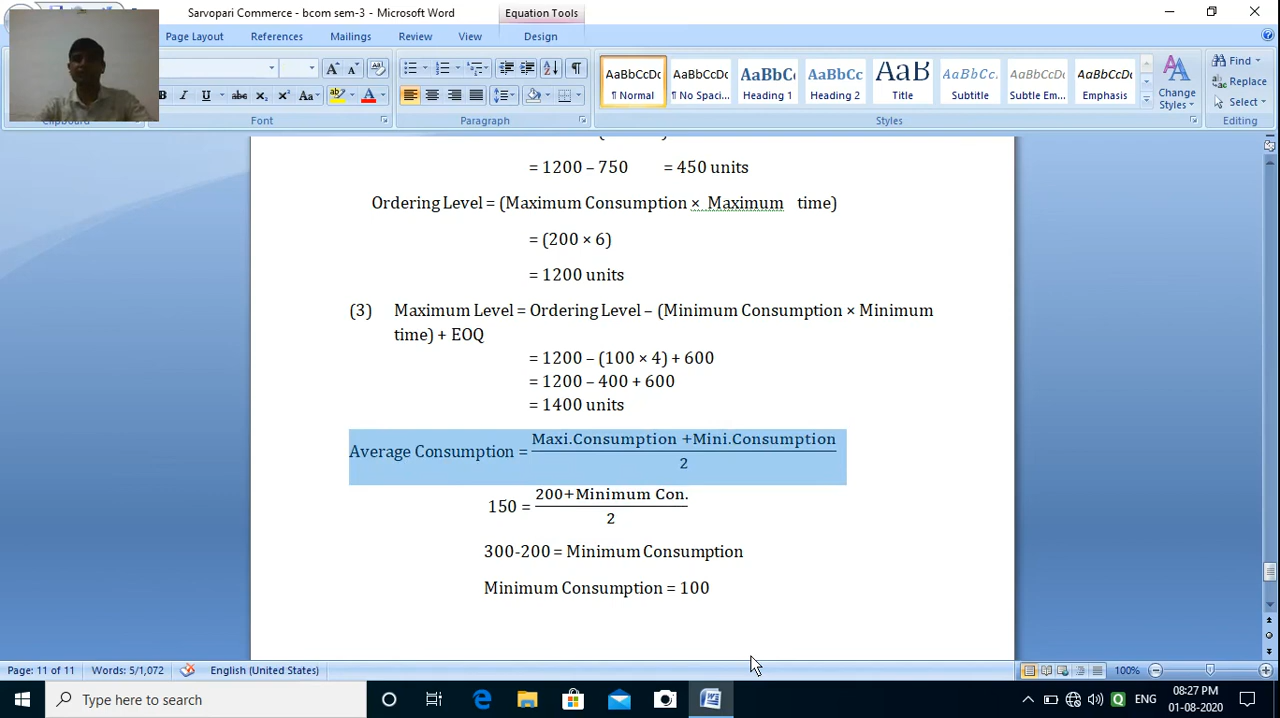 Sarvopari Commerce - bcom sem-3 - Microsoft Word
Equation Tools
Page Layout
References
Mailings
Review
View
Design
Find
Replace
Select
Change Styles
AaBbCcDc
AaBbCcDc
AaBbC
AaBbCc
AaB
AaBbCc.
AaBbCcDc
AaBbCcDc
¶ Normal
¶ No Spaci...
Heading 1
Heading 2
Title
Subtitle
Subtle Em...
Emphasis
Font
Paragraph
Styles
Editing
= 1200 – 750 = 450 units
Ordering Level = (Maximum Consumption × Maximum time)
= (200 × 6)
= 1200 units
(3) Maximum Level = Ordering Level – (Minimum Consumption × Minimum
time) + EOQ
= 1200 – (100 × 4) + 600
= 1200 – 400 + 600
= 1400 units
Average Consumption = Maxi.Consumption +Mini.Consumption
2
150 = 200+Minimum Con.
2
300-200 = Minimum Consumption
Minimum Consumption = 100
Page: 11 of 11
Words: 5/1,072
English (United States)
100%
Type here to search
ENG
08:27 PM
01-08-2020